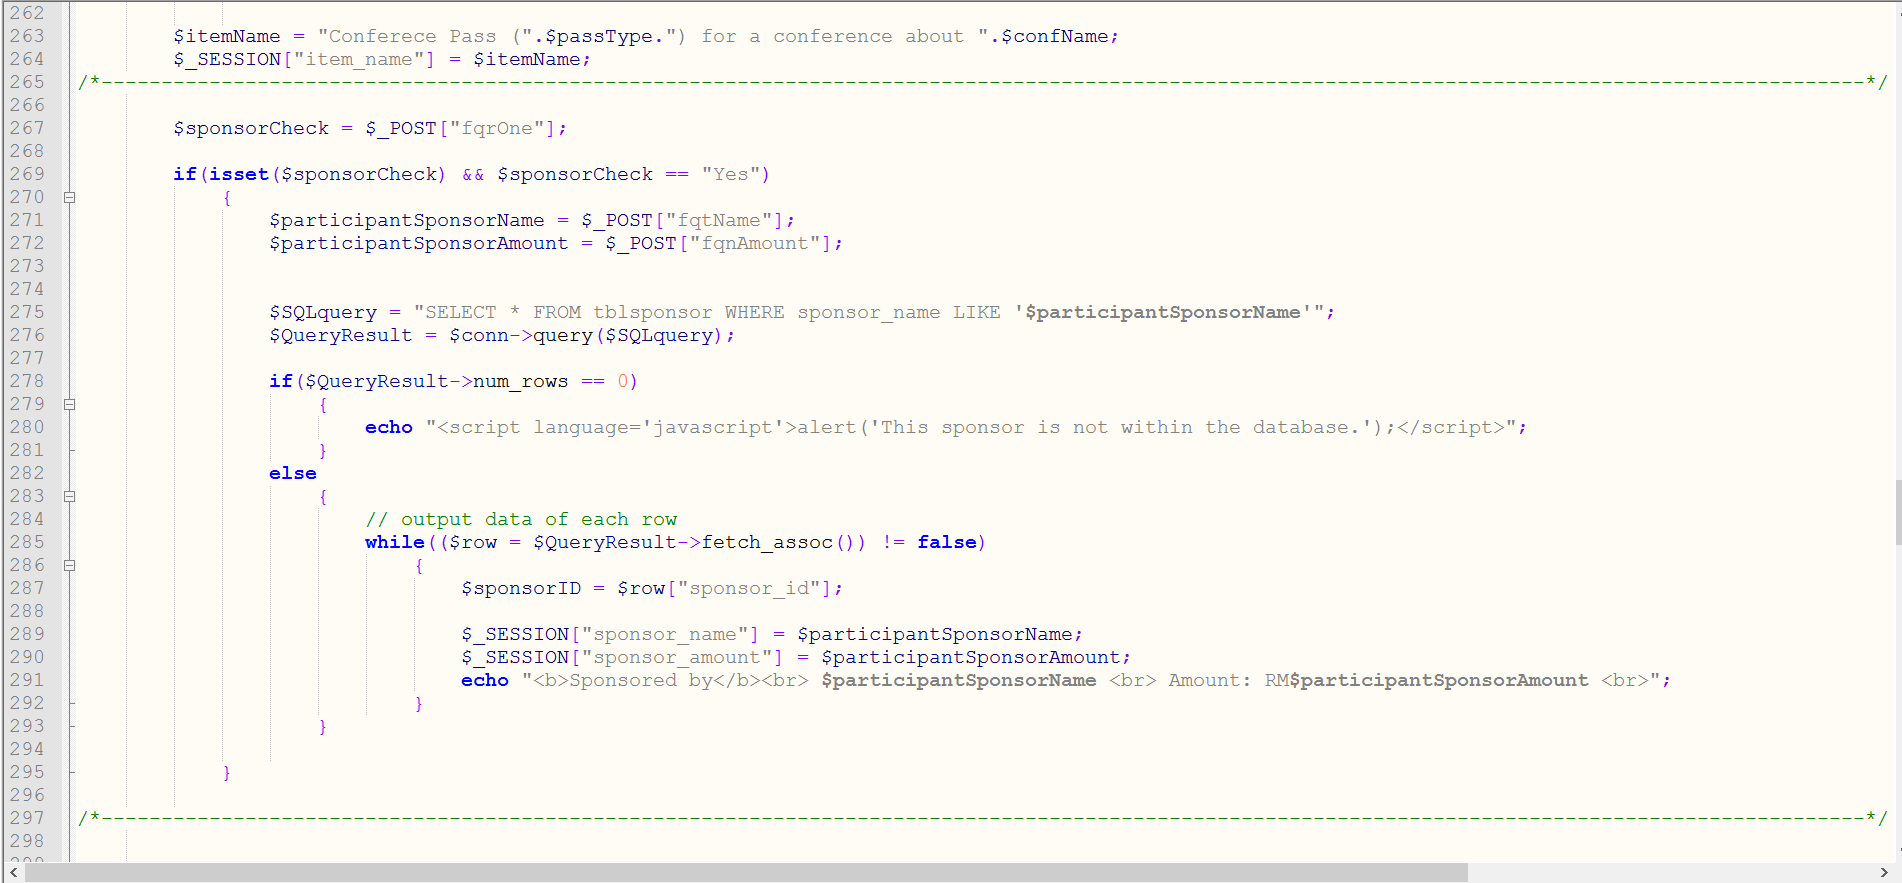 262
263 $itemName = "Conferece Pass (".$passType.") for a conference about ".$confName;
264 $_SESSION["item_name"] = $itemName;
265 /*---------------------------------------------------------------------------------------------------------------------------------------------------*/
266
267 $sponsorCheck = $_POST["fqrOne"];
268
269 if(isset($sponsorCheck) && $sponsorCheck == "Yes")
270 {
271 $participantSponsorName = $_POST["fqtName"];
272 $participantSponsorAmount = $_POST["fqnAmount"];
273
274
275 $SQLquery = "SELECT * FROM tblsponsor WHERE sponsor_name LIKE '$participantSponsorName'";
276 $QueryResult = $conn->query($SQLquery);
277
278 if($QueryResult->num_rows == 0)
279 {
280 echo "<script language='javascript'>alert('This sponsor is not within the database.');</script>";
281 }
282 else
283 {
284 // output data of each row
285 while(($row = $QueryResult->fetch_assoc()) != false)
286 {
287 $sponsorID = $row["sponsor_id"];
288
289 $_SESSION["sponsor_name"] = $participantSponsorName;
290 $_SESSION["sponsor_amount"] = $participantSponsorAmount;
291 echo "<b>Sponsored by</b><br> $participantSponsorName <br> Amount: RM$participantSponsorAmount <br>";
292 }
293 }
294
295 }
296
297 /*---------------------------------------------------------------------------------------------------------------------------------------------------*/
298